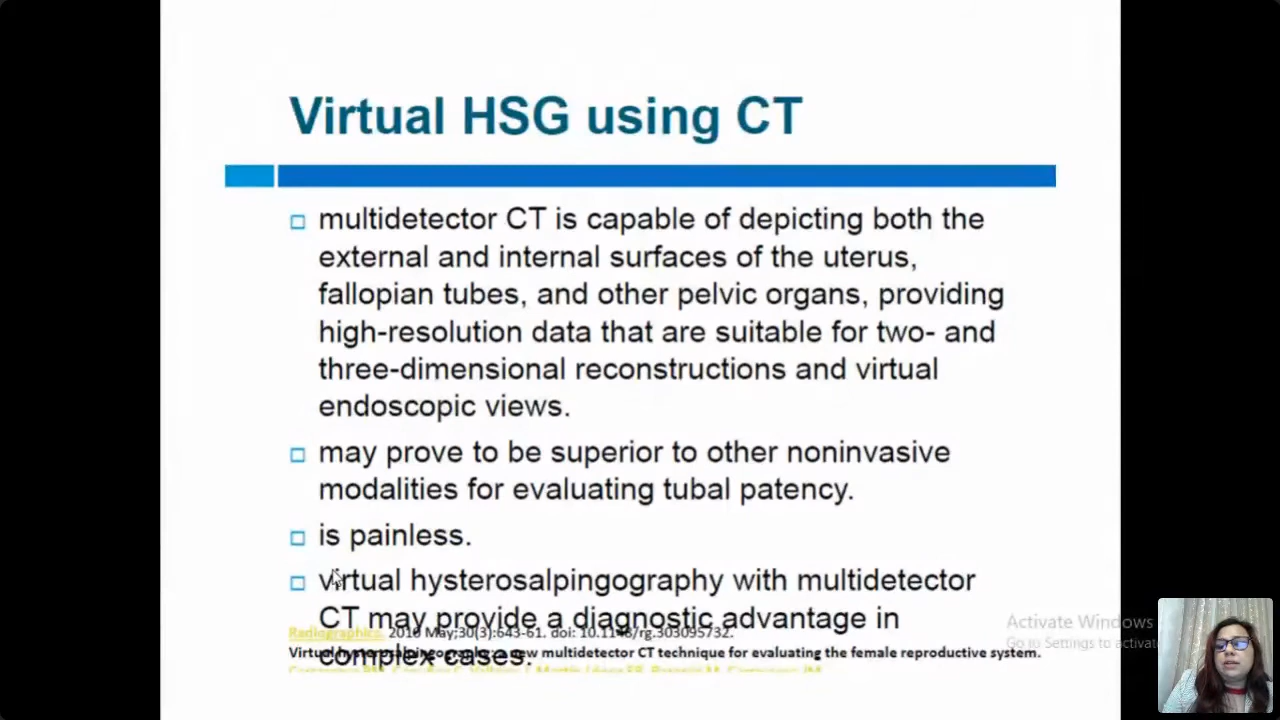 Virtual HSG using CT
multidetector CT is capable of depicting both the
external and internal surfaces of the uterus,
fallopian tubes, and other pelvic organs, providing
high-resolution data that are suitable for two- and
three-dimensional reconstructions and virtual
endoscopic views.
may prove to be superior to other noninvasive
modalities for evaluating tubal patency.
is painless.
virtual hysterosalpingography with multidetector
CT may provide a diagnostic advantage in
complex cases.
Radiographics. 2010 May;30(3):643-61. doi: 10.1148/rg.303095732.
Virtual hysterosalpingography: a new multidetector CT technique for evaluating the female reproductive system.
Activate Windows
Go to Settings to activate